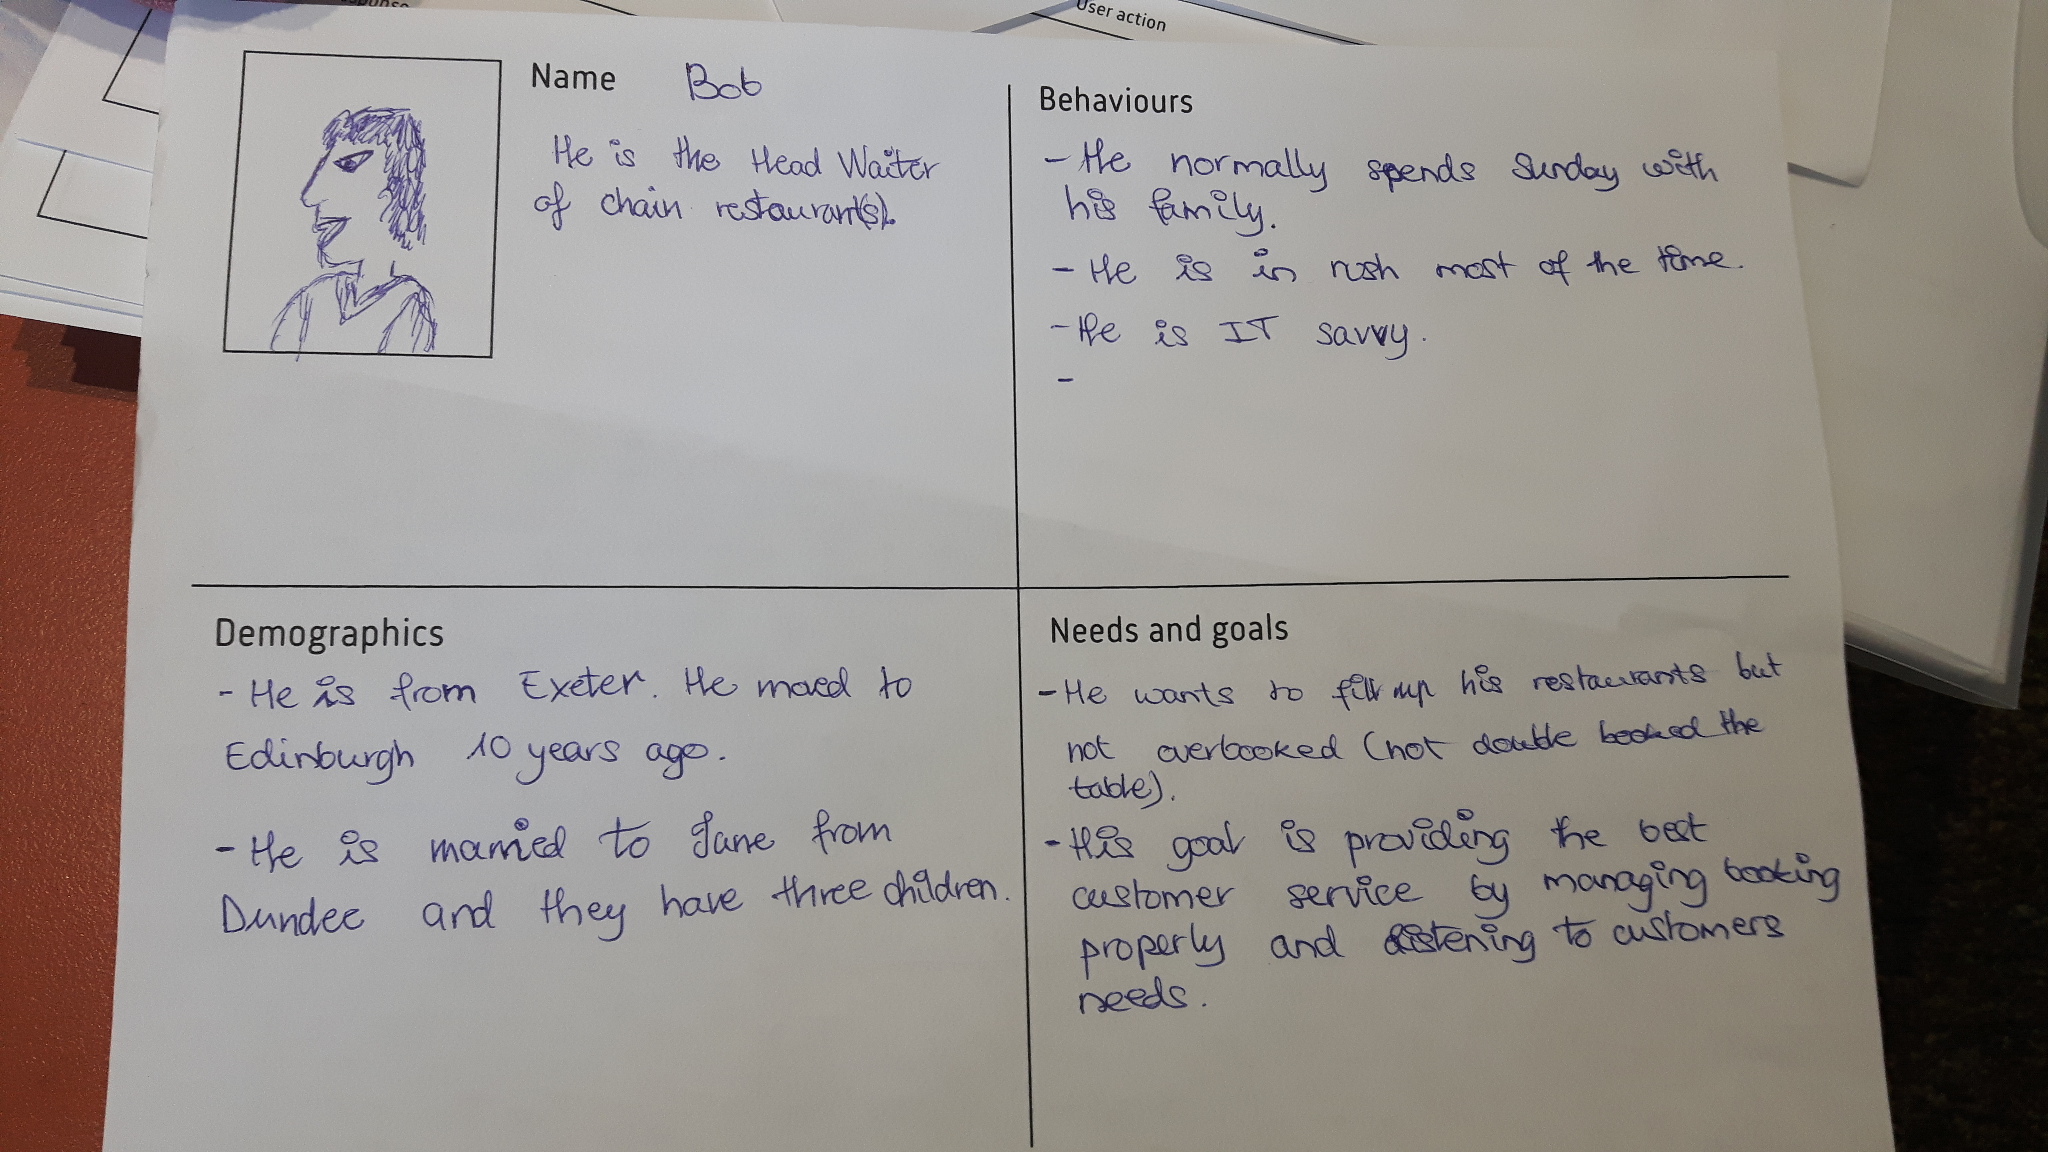 User action
Name Bob
He is the Head Waiter
of chain restaurant(s).
Behaviours
- He normally spends Sunday with
his family.
- He is in rush most of the time.
- He is IT savvy.
-
Demographics
- He is from Exeter. He moved to
Edinburgh 10 years ago.
- He is married to Jane from
Dundee and they have three children.
Needs and goals
- He wants to fill up his restaurants but
not overbooked (not double booked the
table).
- His goal is providing the best
customer service by managing booking
properly and listening to customers
needs.